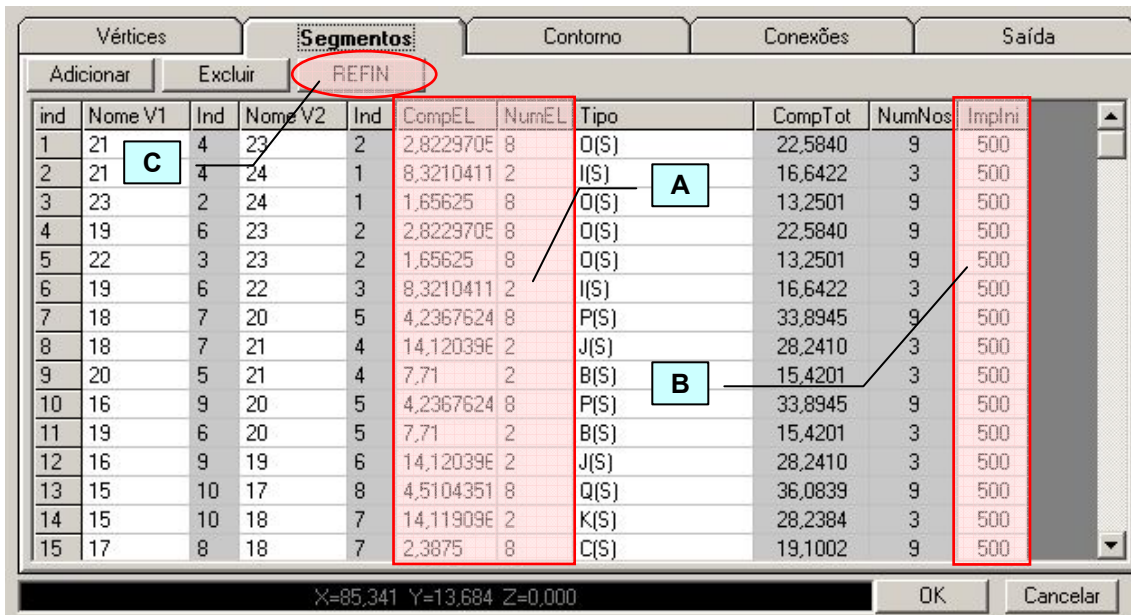 Vértices Segmentos Contorno Conexões Saída
Adicionar Excluir REFIN
ind Nome V1 Ind Nome V2 Ind CompEL NumEL Tipo CompTot NumNos ImpIni
1 21 4 23 2 2,8229705 8 O(S) 22,5840 9 500
2 21 4 24 1 8,3210411 2 I(S) 16,6422 3 500
3 23 2 24 1 1,65625 8 O(S) 13,2501 9 500
4 19 6 23 2 2,8229705 8 O(S) 22,5840 9 500
5 22 3 23 2 1,65625 8 O(S) 13,2501 9 500
6 19 6 22 3 8,3210411 2 I(S) 16,6422 3 500
7 18 7 20 5 4,2367624 8 P(S) 33,8945 9 500
8 18 7 21 4 14,120396 2 J(S) 28,2410 3 500
9 20 5 21 4 7,71 2 B(S) 15,4201 3 500
10 16 9 20 5 4,2367624 8 P(S) 33,8945 9 500
11 19 6 20 5 7,71 2 B(S) 15,4201 3 500
12 16 9 19 6 14,120396 2 J(S) 28,2410 3 500
13 15 10 17 8 4,5104351 8 Q(S) 36,0839 9 500
14 15 10 18 7 14,119096 2 K(S) 28,2384 3 500
15 17 8 18 7 2,3875 8 C(S) 19,1002 9 500
C
A
B
X=85,341 Y=13,684 Z=0,000
OK Cancelar